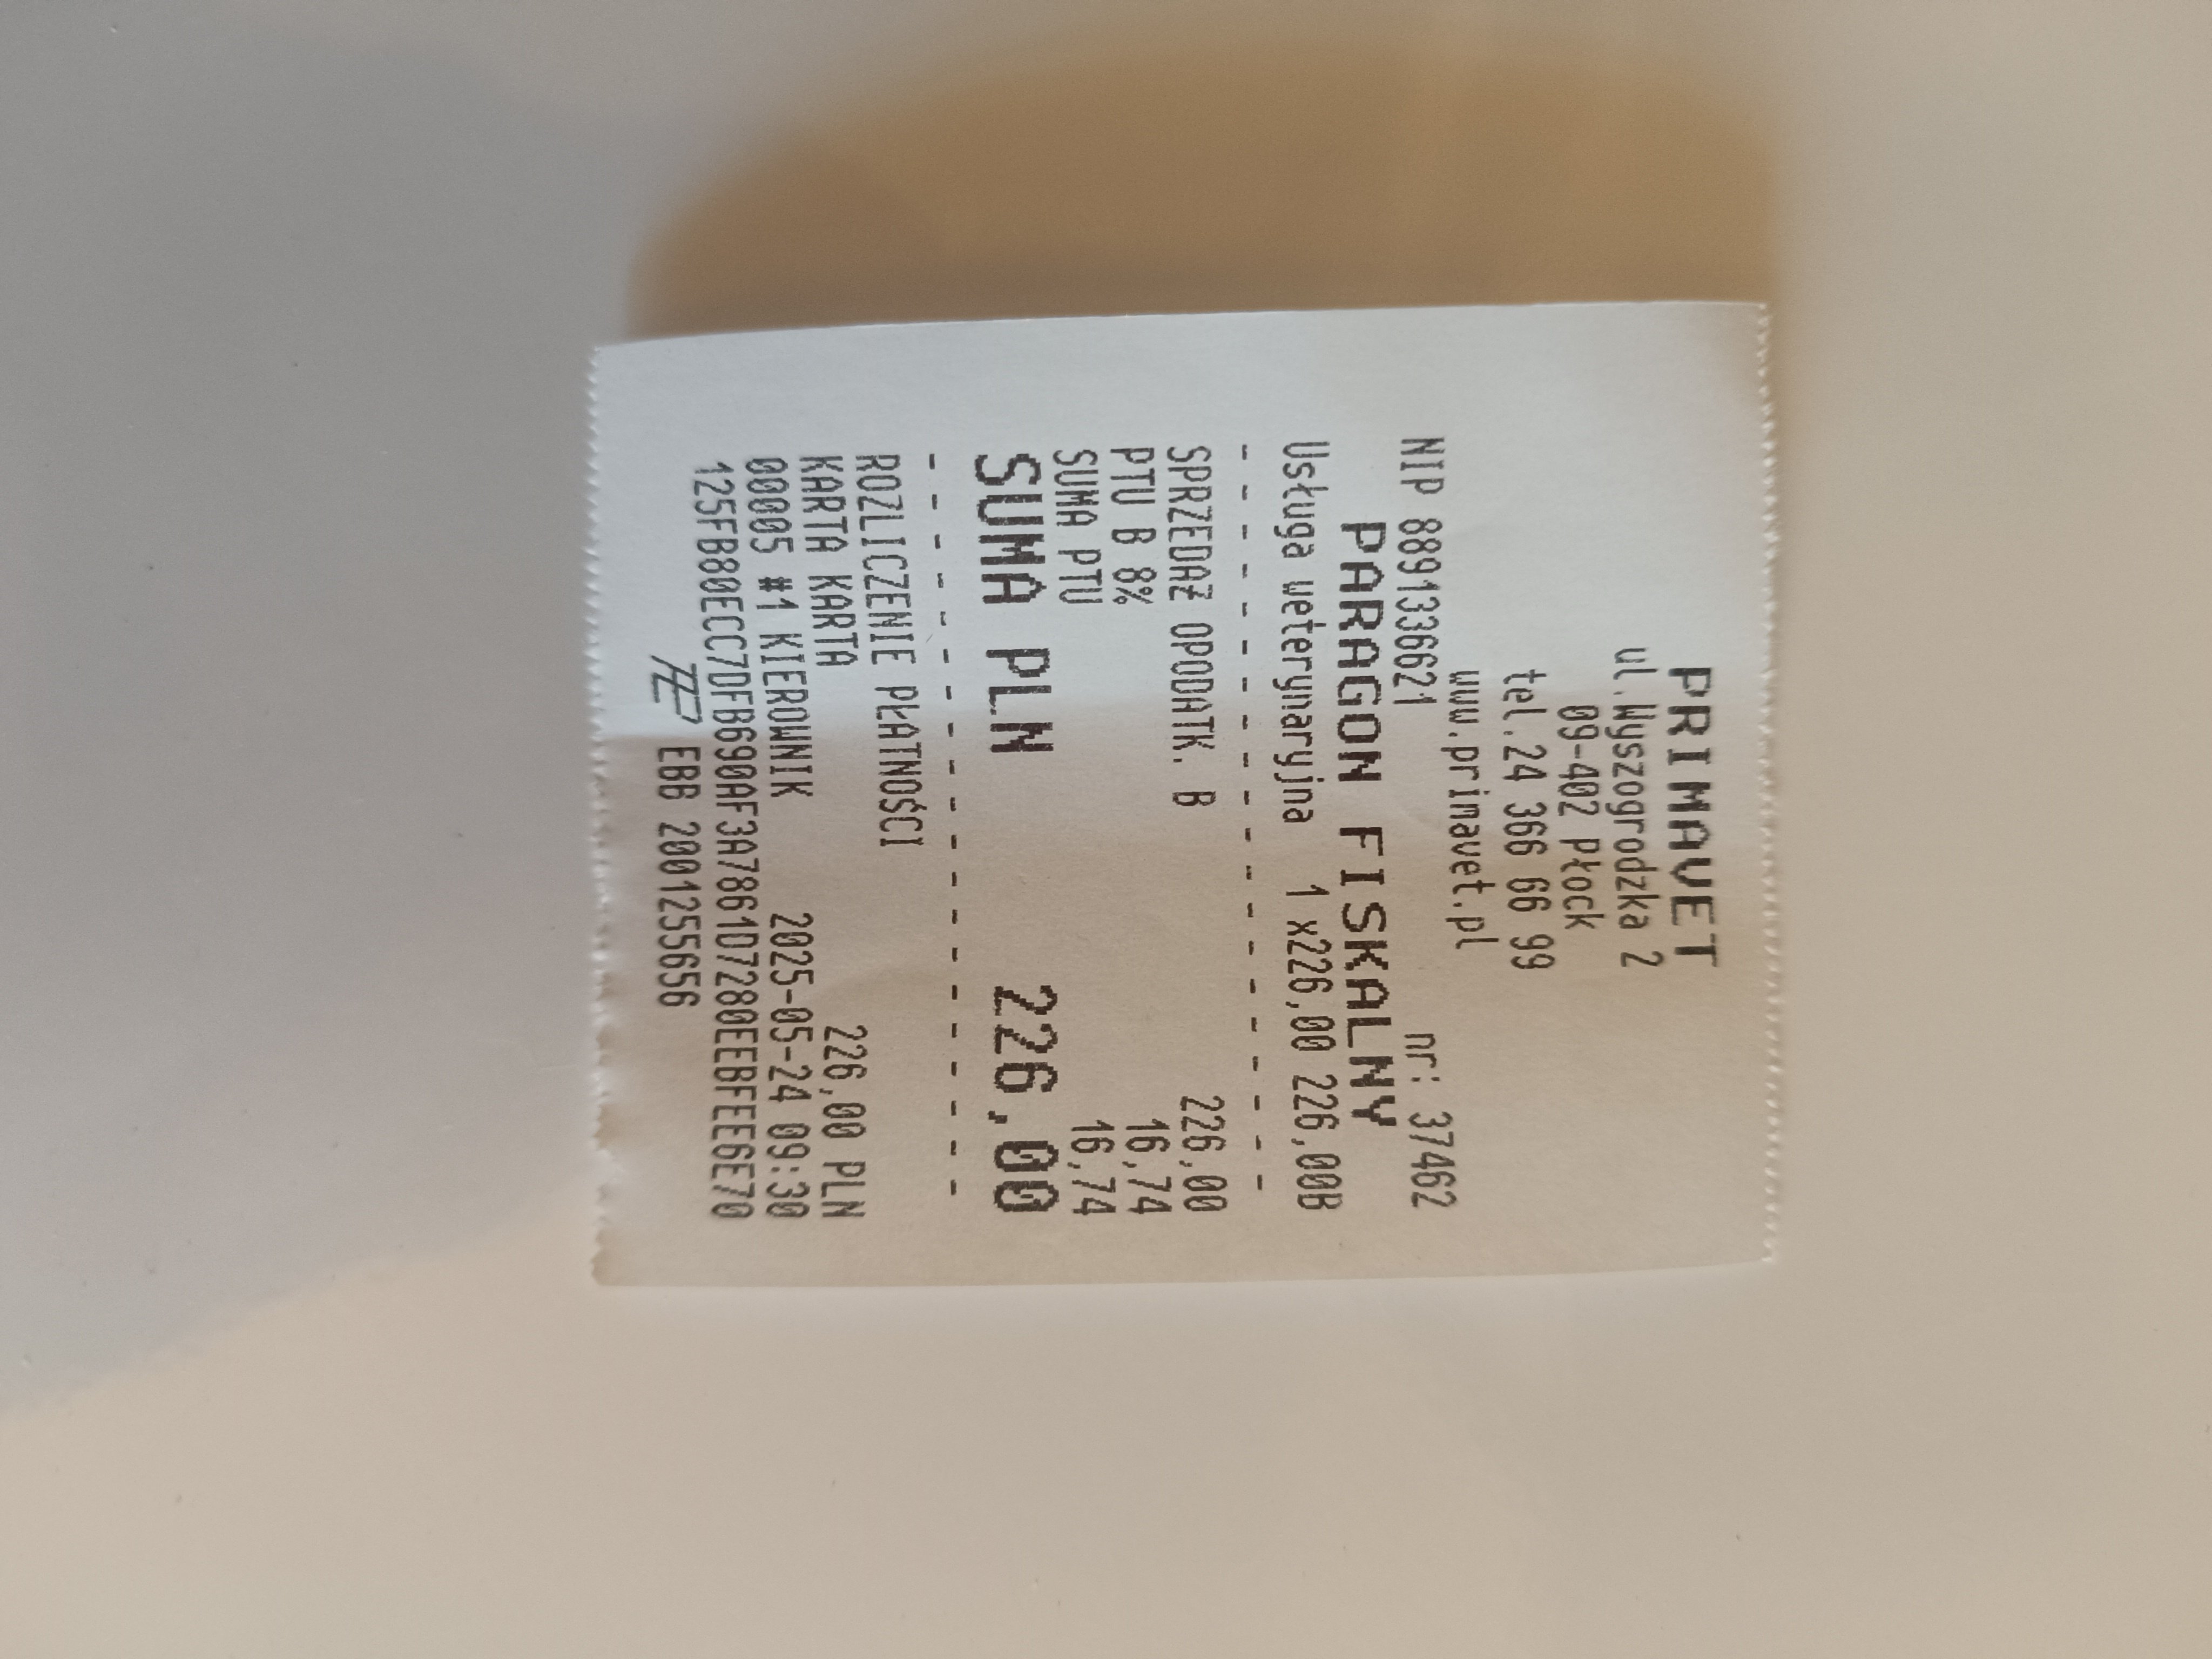 PRIMAVET
ul.Wyszogrodzka 2
09-402 Płock
tel.24 366 66 99
www.primavet.pl
NIP 8891336621 nr: 37462
PARAGON FISKALNY
Usługa weterynaryjna 1 x226,00 226,00B
SPRZEDAŻ OPODATK. B 226,00
PTU B 8% 16,74
SUMA PTU 16,74
SUMA PLN 226,00
ROZLICZENIE PŁATNOŚCI
KARTA KARTA 226,00 PLN
00005 #1 KIEROWNIK 2025-05-24 09:30
125FB80ECC7DFB690AF3A7861D7280EEBFEE6E70
EBB 2001255656